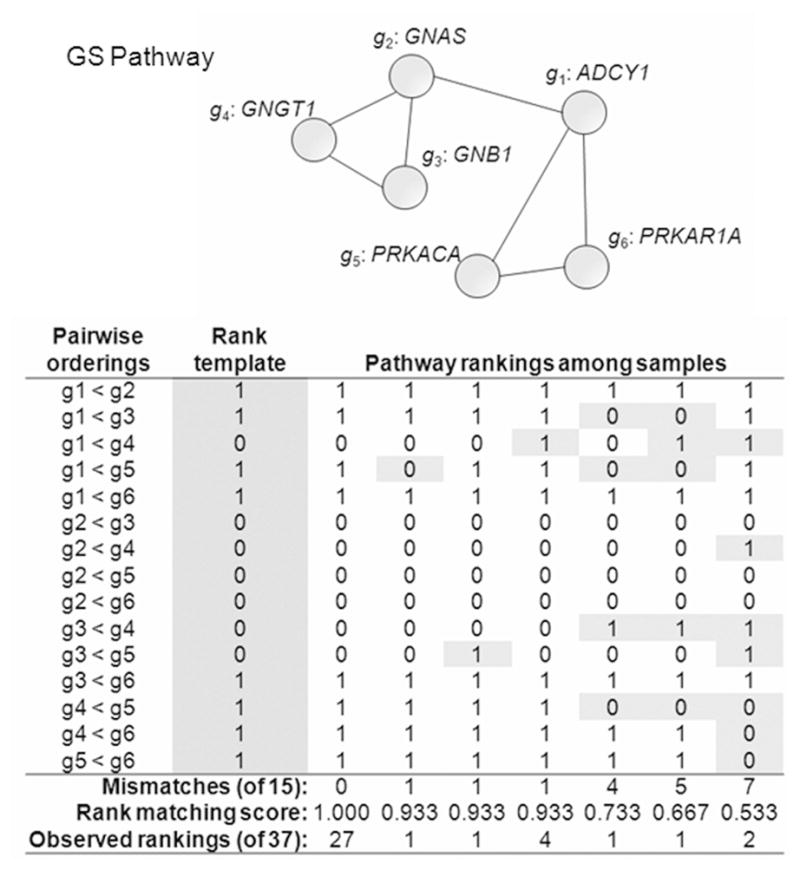 g2: GNAS
GS Pathway
g1: ADCY1
g4: GNGT1
g3: GNB1
g6: PRKAR1A
g5: PRKACA
Pairwise orderings Rank template Pathway rankings among samples
g1 < g2 1 1 1 1 1 1 1 1
g1 < g3 1 1 1 1 1 0 0 1
g1 < g4 0 0 0 0 1 0 1 1
g1 < g5 1 1 0 1 1 0 0 1
g1 < g6 1 1 1 1 1 1 1 1
g2 < g3 0 0 0 0 0 0 0 0
g2 < g4 0 0 0 0 0 0 0 1
g2 < g5 0 0 0 0 0 0 0 0
g2 < g6 0 0 0 0 0 0 0 0
g3 < g4 0 0 0 0 0 1 1 1
g3 < g5 0 0 0 1 0 0 0 1
g3 < g6 1 1 1 1 1 1 1 1
g4 < g5 1 1 1 1 1 0 0 0
g4 < g6 1 1 1 1 1 1 1 0
g5 < g6 1 1 1 1 1 1 1 0
Mismatches (of 15): 0 1 1 1 4 5 7
Rank matching score: 1.000 0.933 0.933 0.933 0.733 0.667 0.533
Observed rankings (of 37): 27 1 1 4 1 1 2